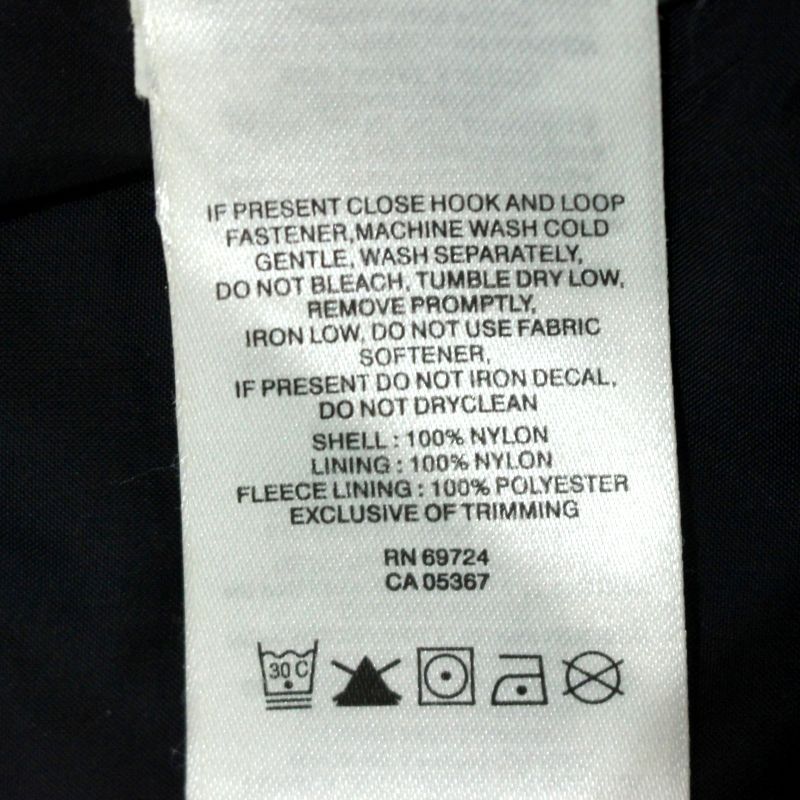 IF PRESENT CLOSE HOOK AND LOOP
FASTENER,MACHINE WASH COLD
GENTLE, WASH SEPARATELY,
DO NOT BLEACH, TUMBLE DRY LOW,
REMOVE PROMPTLY,
IRON LOW, DO NOT USE FABRIC
SOFTENER,
IF PRESENT DO NOT IRON DECAL,
DO NOT DRYCLEAN
SHELL : 100% NYLON
LINING : 100% NYLON
FLEECE LINING : 100% POLYESTER
EXCLUSIVE OF TRIMMING
RN 69724
CA 05367
30 C